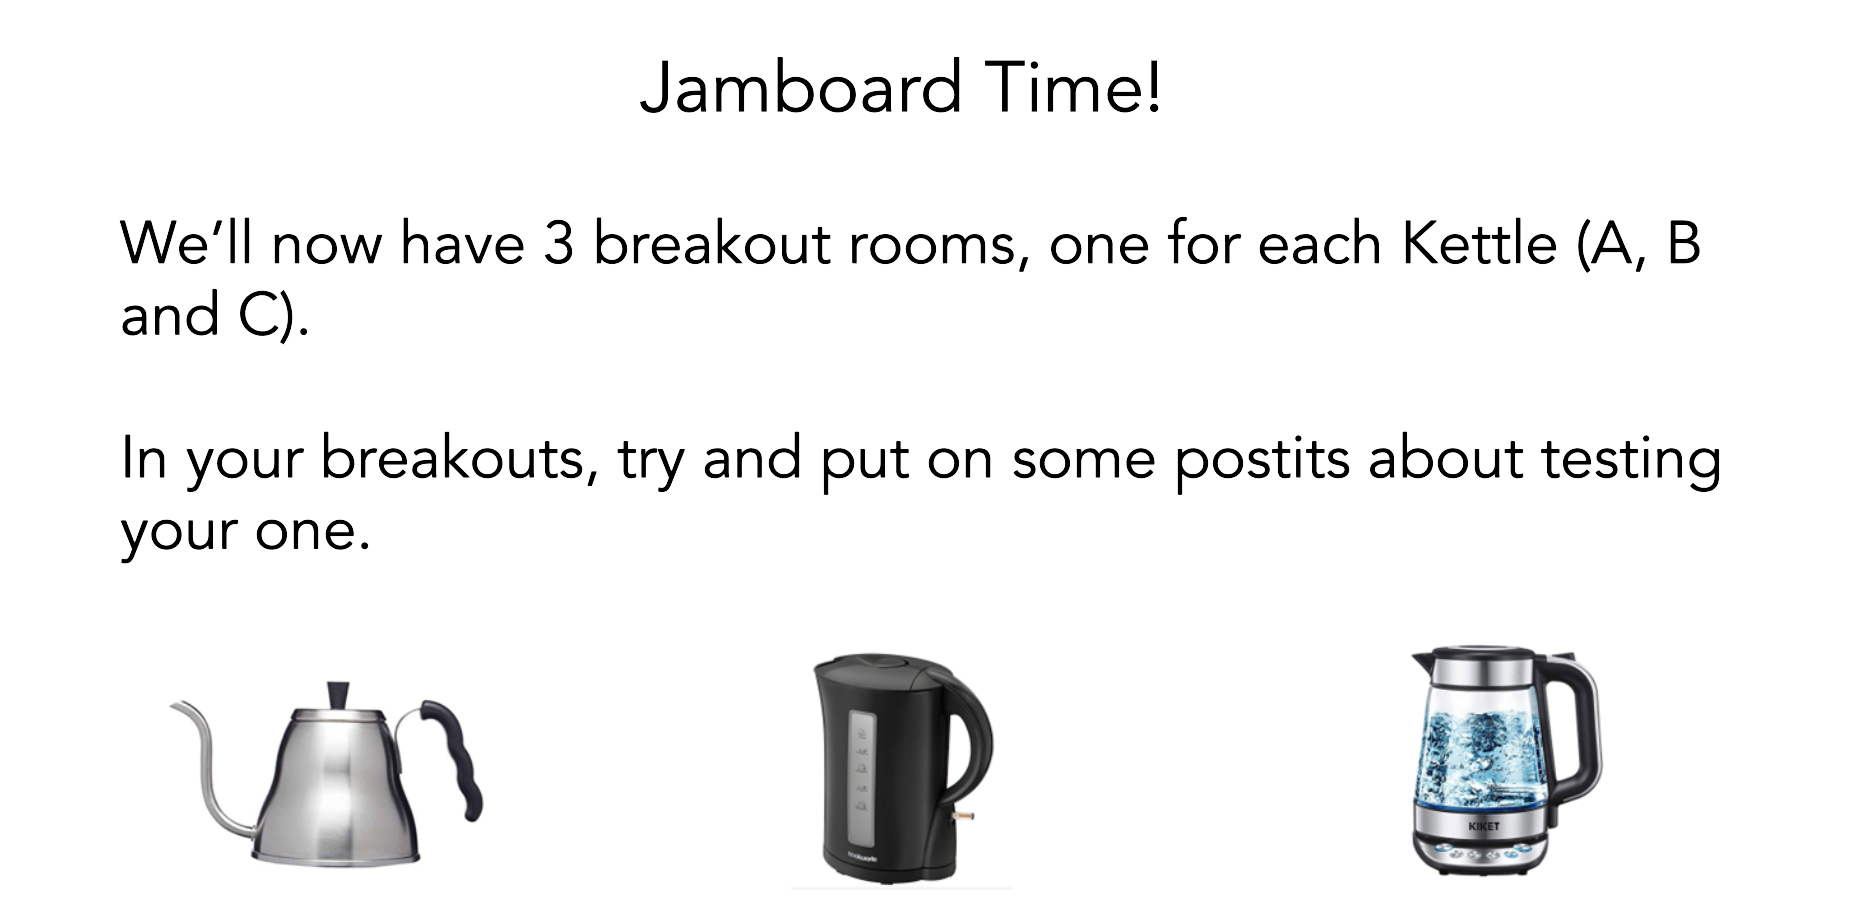 Jamboard Time!
We’ll now have 3 breakout rooms, one for each Kettle (A, B
and C).
In your breakouts, try and put on some postits about testing
your one.
cookworks
KIKET